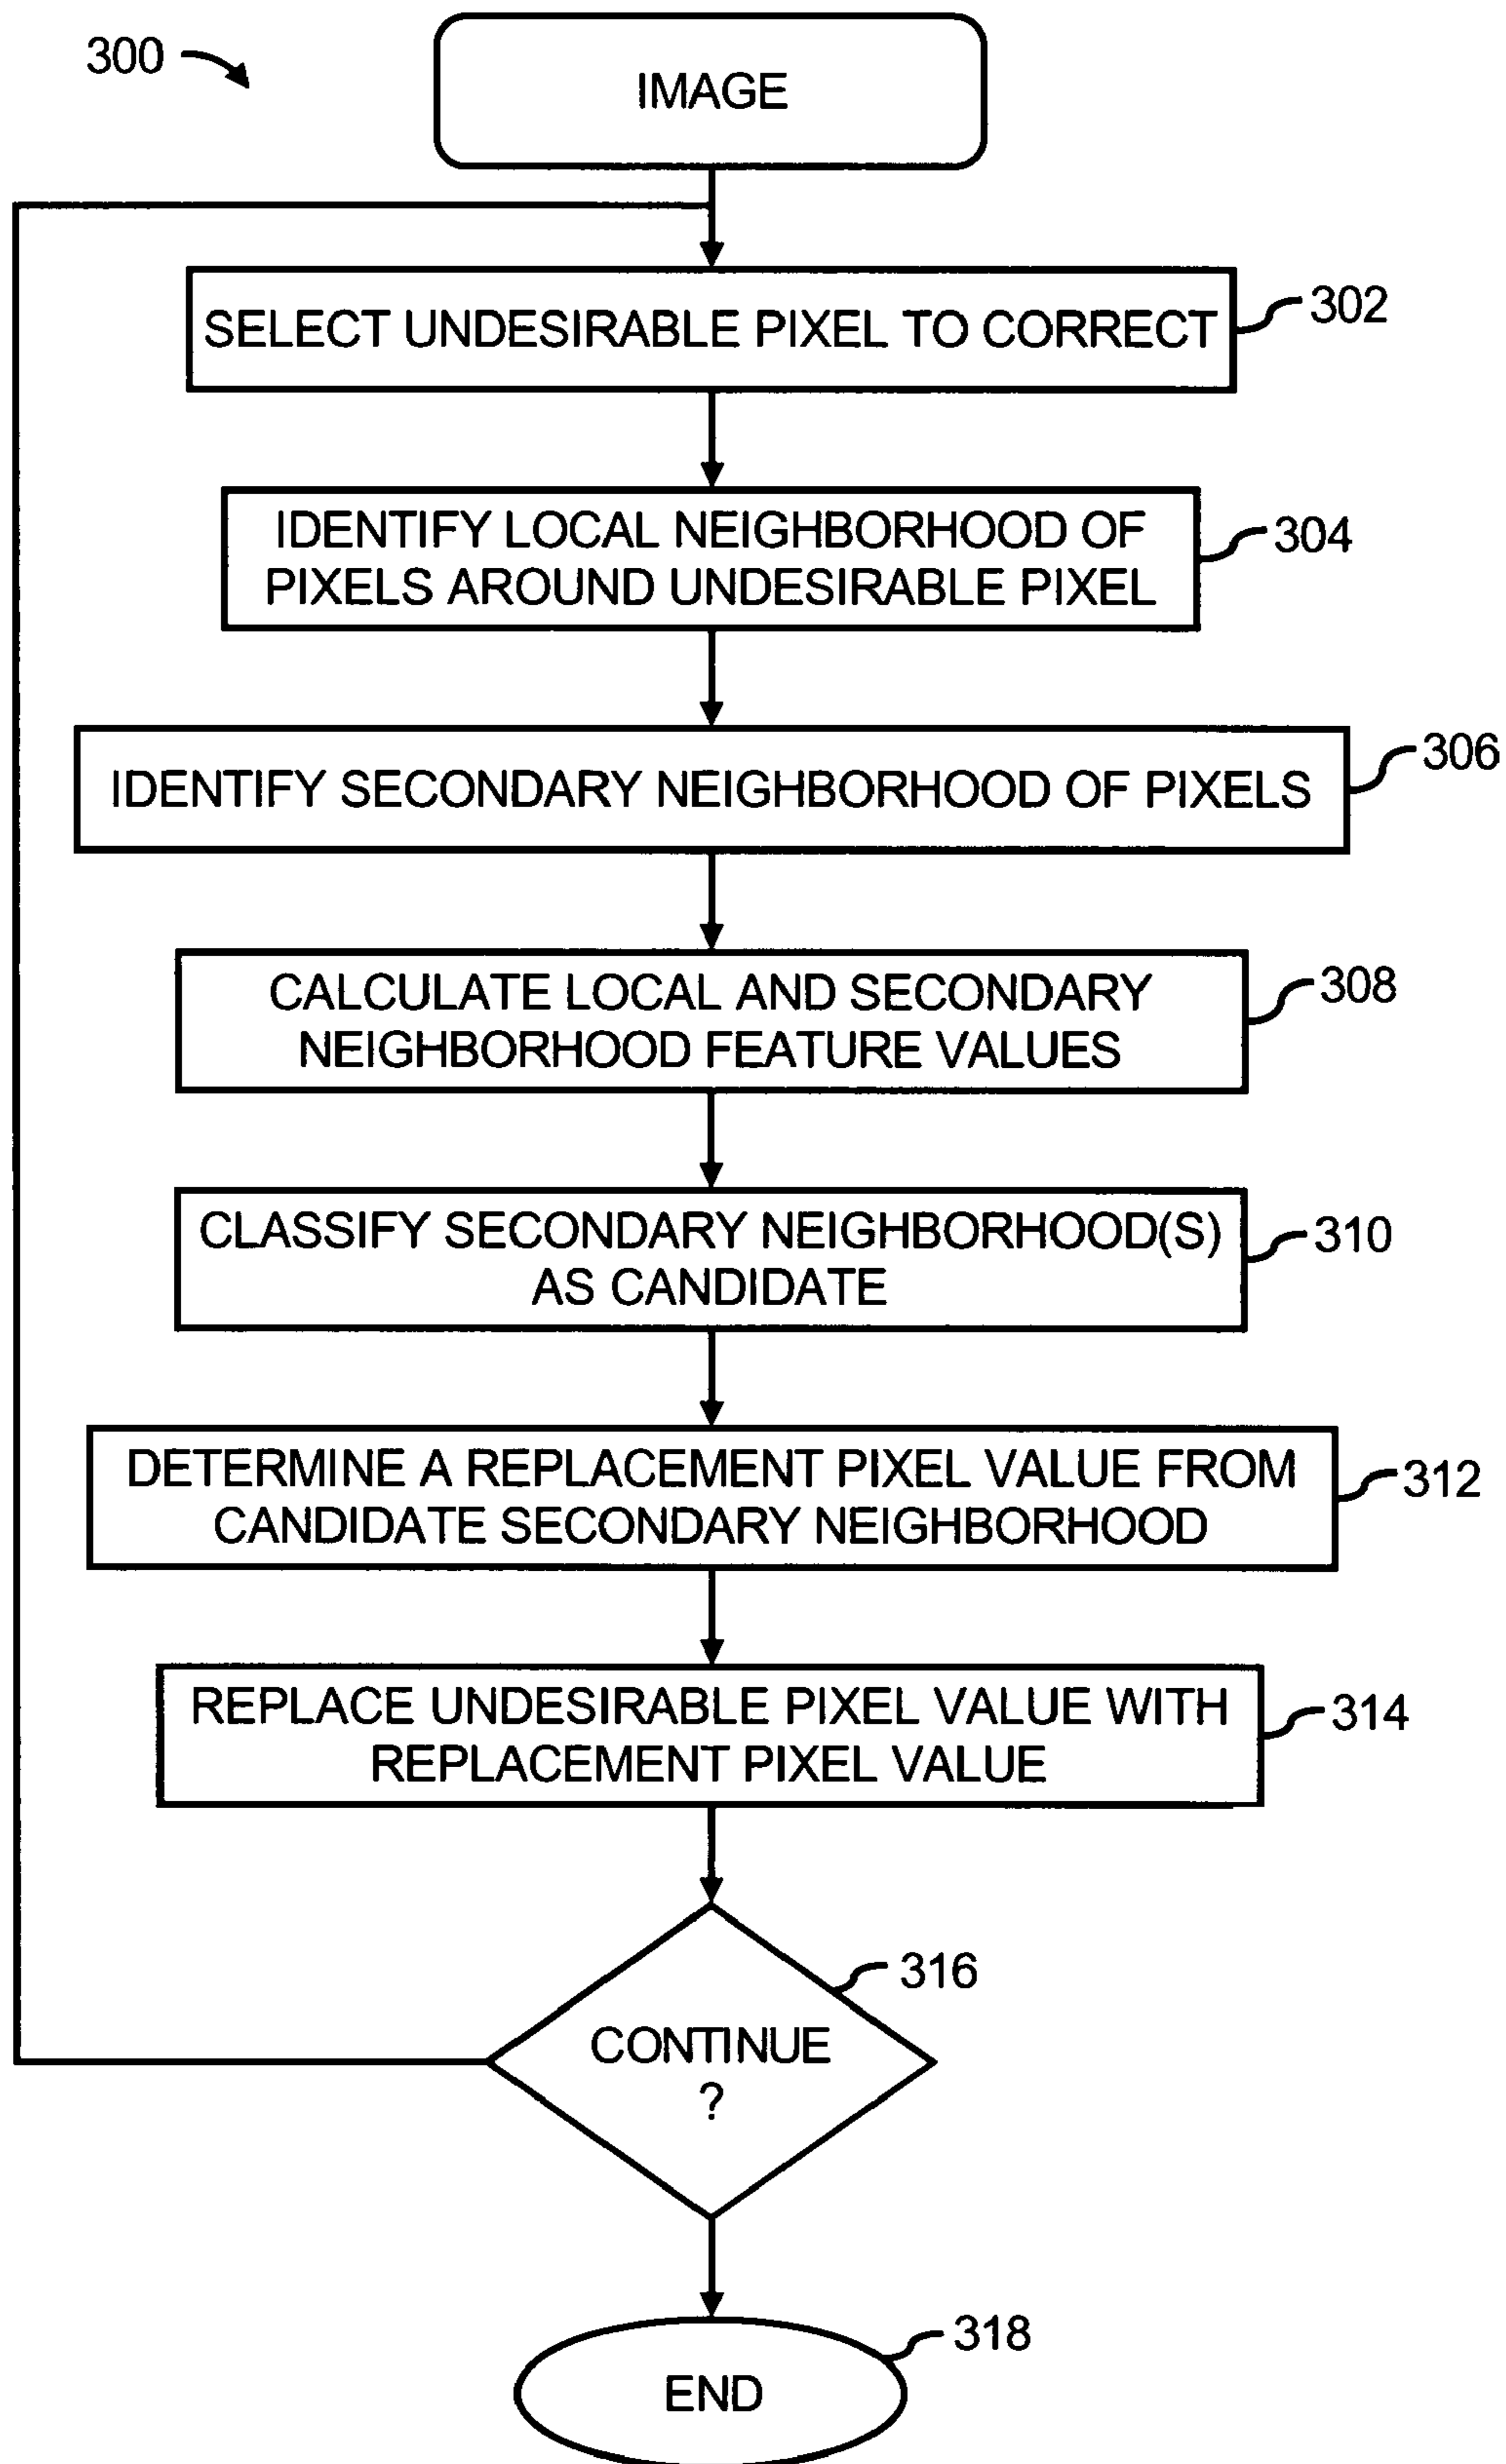 300
IMAGE
SELECT UNDESIRABLE PIXEL TO CORRECT
302
IDENTIFY LOCAL NEIGHBORHOOD OF
PIXELS AROUND UNDESIRABLE PIXEL
304
IDENTIFY SECONDARY NEIGHBORHOOD OF PIXELS
306
CALCULATE LOCAL AND SECONDARY
NEIGHBORHOOD FEATURE VALUES
308
CLASSIFY SECONDARY NEIGHBORHOOD(S)
AS CANDIDATE
310
DETERMINE A REPLACEMENT PIXEL VALUE FROM
CANDIDATE SECONDARY NEIGHBORHOOD
312
REPLACE UNDESIRABLE PIXEL VALUE WITH
REPLACEMENT PIXEL VALUE
314
316
CONTINUE
?
318
END